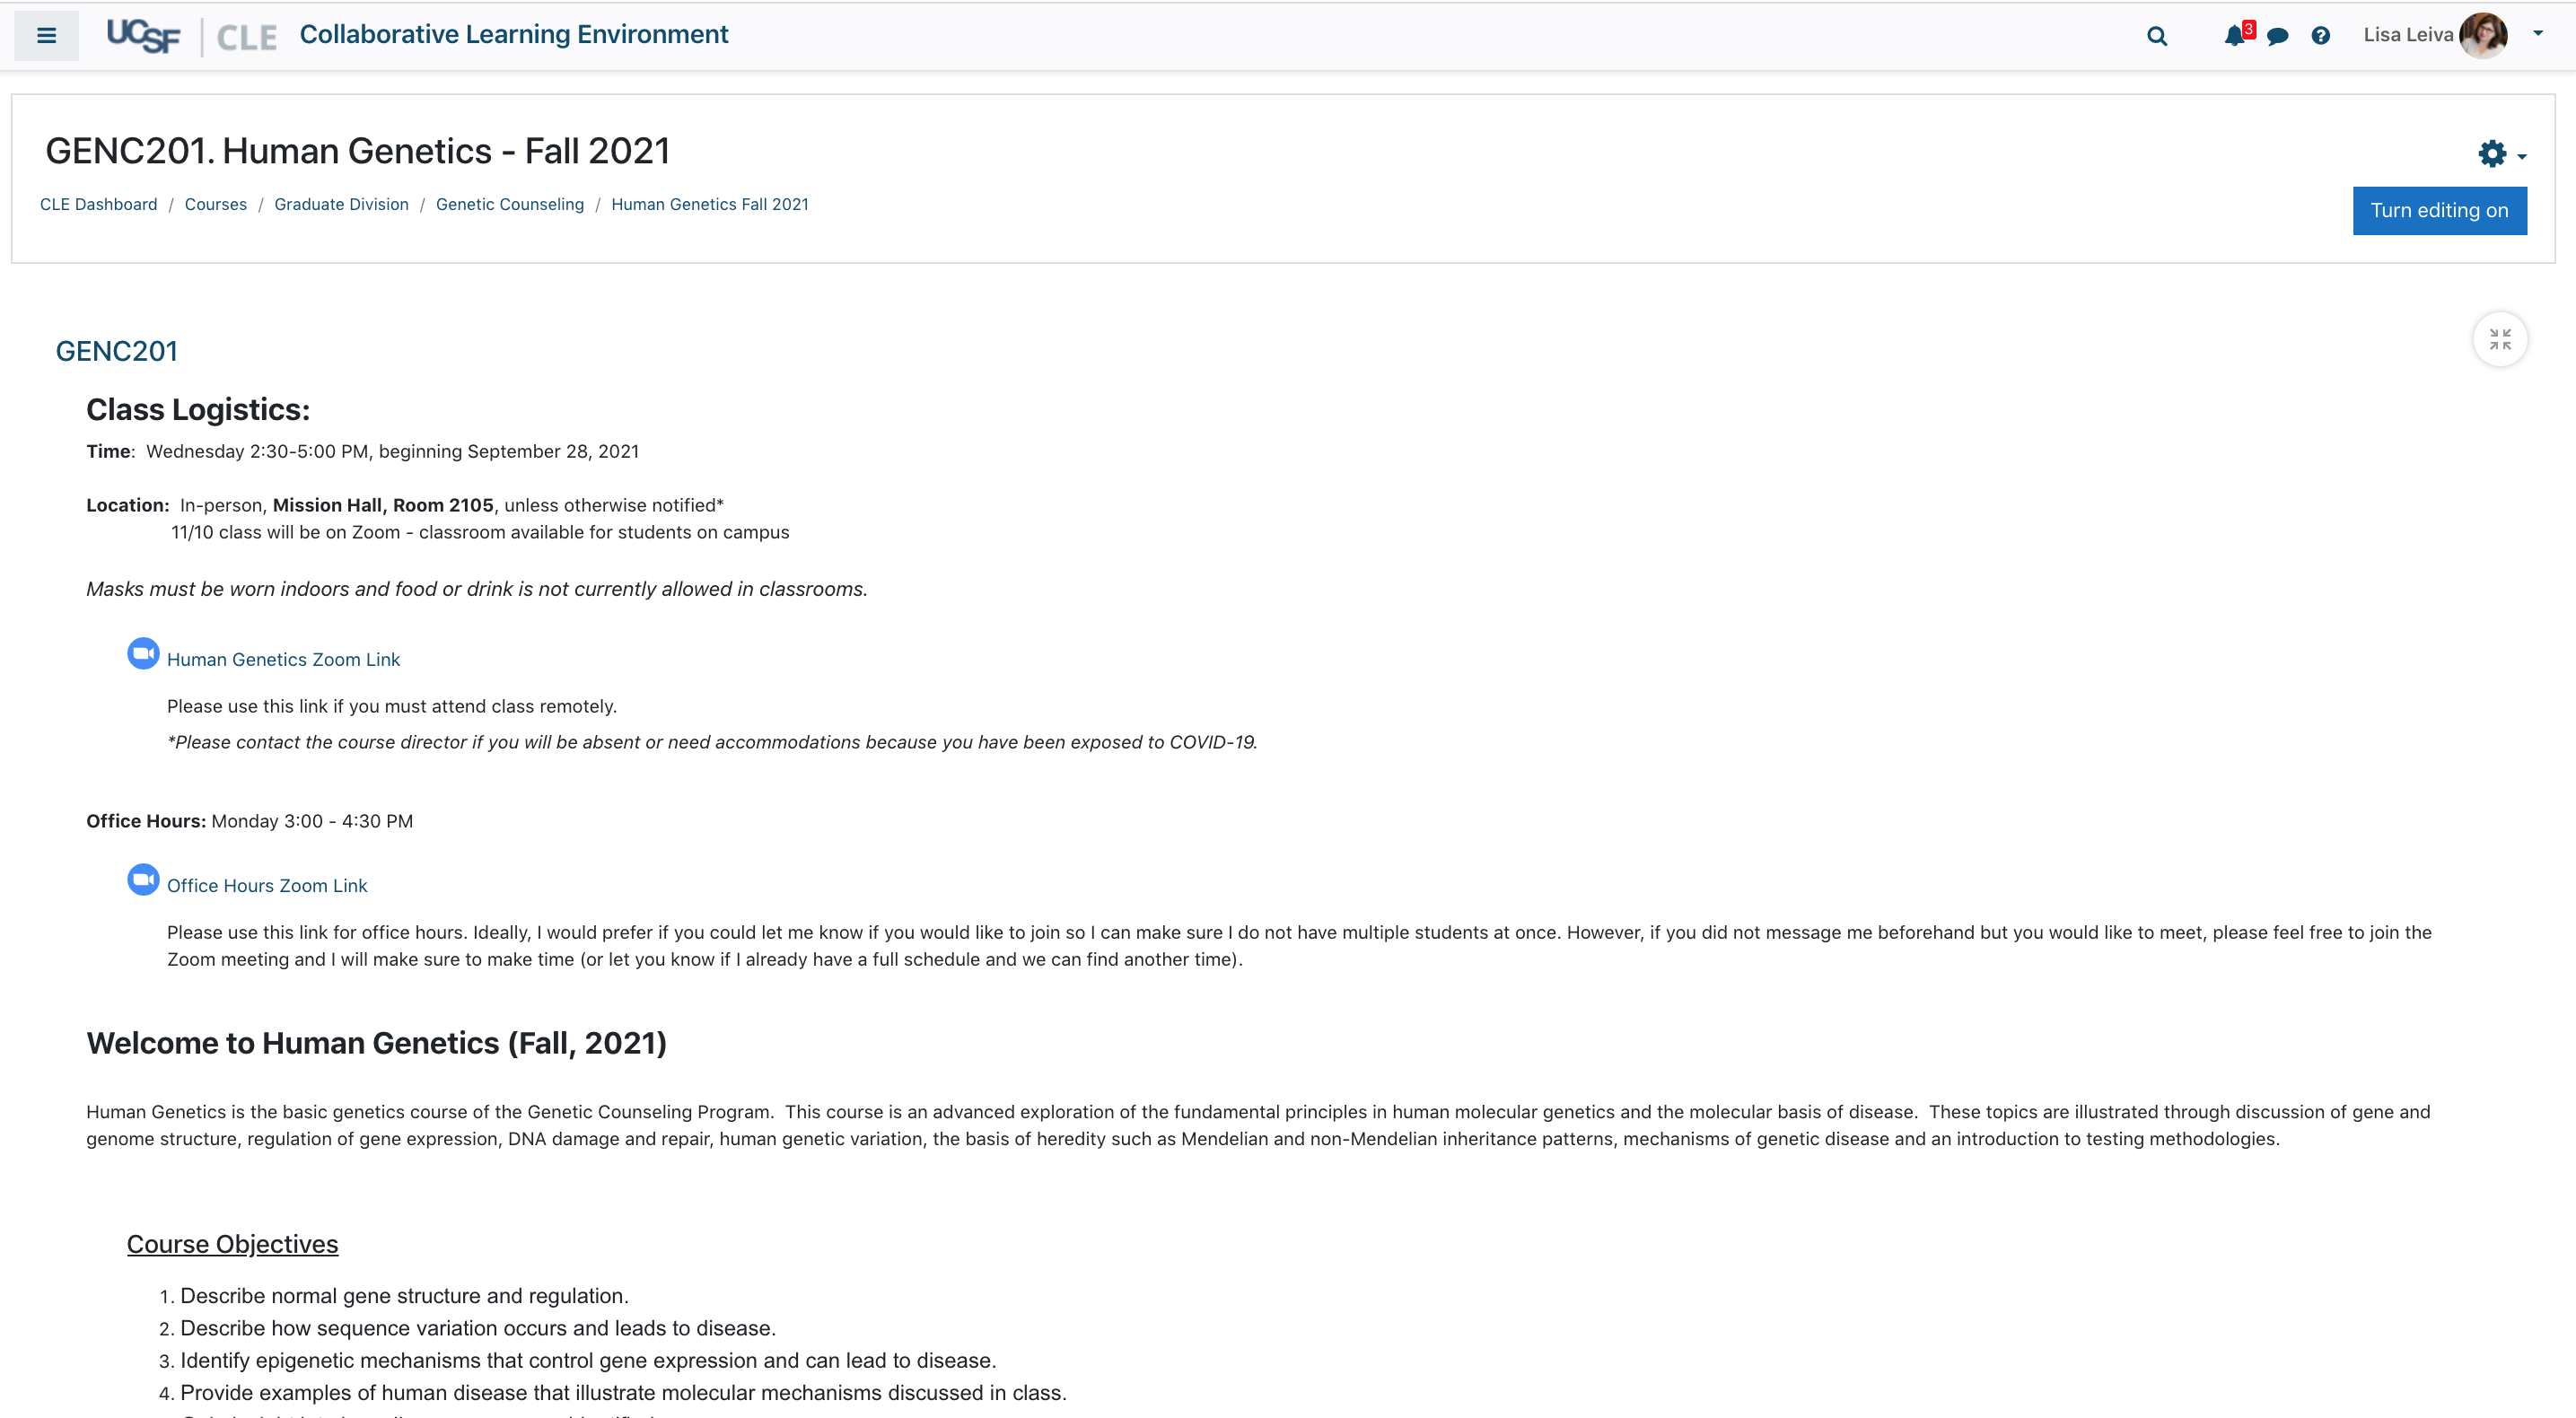 UCSF CLE Collaborative Learning Environment 3 Lisa Leiva
GENC201. Human Genetics - Fall 2021
CLE Dashboard / Courses / Graduate Division / Genetic Counseling / Human Genetics Fall 2021
Turn editing on
GENC201
Class Logistics:
Time: Wednesday 2:30-5:00 PM, beginning September 28, 2021
Location: In-person, Mission Hall, Room 2105, unless otherwise notified*
11/10 class will be on Zoom - classroom available for students on campus
Masks must be worn indoors and food or drink is not currently allowed in classrooms.
Human Genetics Zoom Link
Please use this link if you must attend class remotely.
*Please contact the course director if you will be absent or need accommodations because you have been exposed to COVID-19.
Office Hours: Monday 3:00 - 4:30 PM
Office Hours Zoom Link
Please use this link for office hours. Ideally, I would prefer if you could let me know if you would like to join so I can make sure I do not have multiple students at once. However, if you did not message me beforehand but you would like to meet, please feel free to join the
Zoom meeting and I will make sure to make time (or let you know if I already have a full schedule and we can find another time).
Welcome to Human Genetics (Fall, 2021)
Human Genetics is the basic genetics course of the Genetic Counseling Program. This course is an advanced exploration of the fundamental principles in human molecular genetics and the molecular basis of disease. These topics are illustrated through discussion of gene and
genome structure, regulation of gene expression, DNA damage and repair, human genetic variation, the basis of heredity such as Mendelian and non-Mendelian inheritance patterns, mechanisms of genetic disease and an introduction to testing methodologies.
Course Objectives
1. Describe normal gene structure and regulation.
2. Describe how sequence variation occurs and leads to disease.
3. Identify epigenetic mechanisms that control gene expression and can lead to disease.
4. Provide examples of human disease that illustrate molecular mechanisms discussed in class.